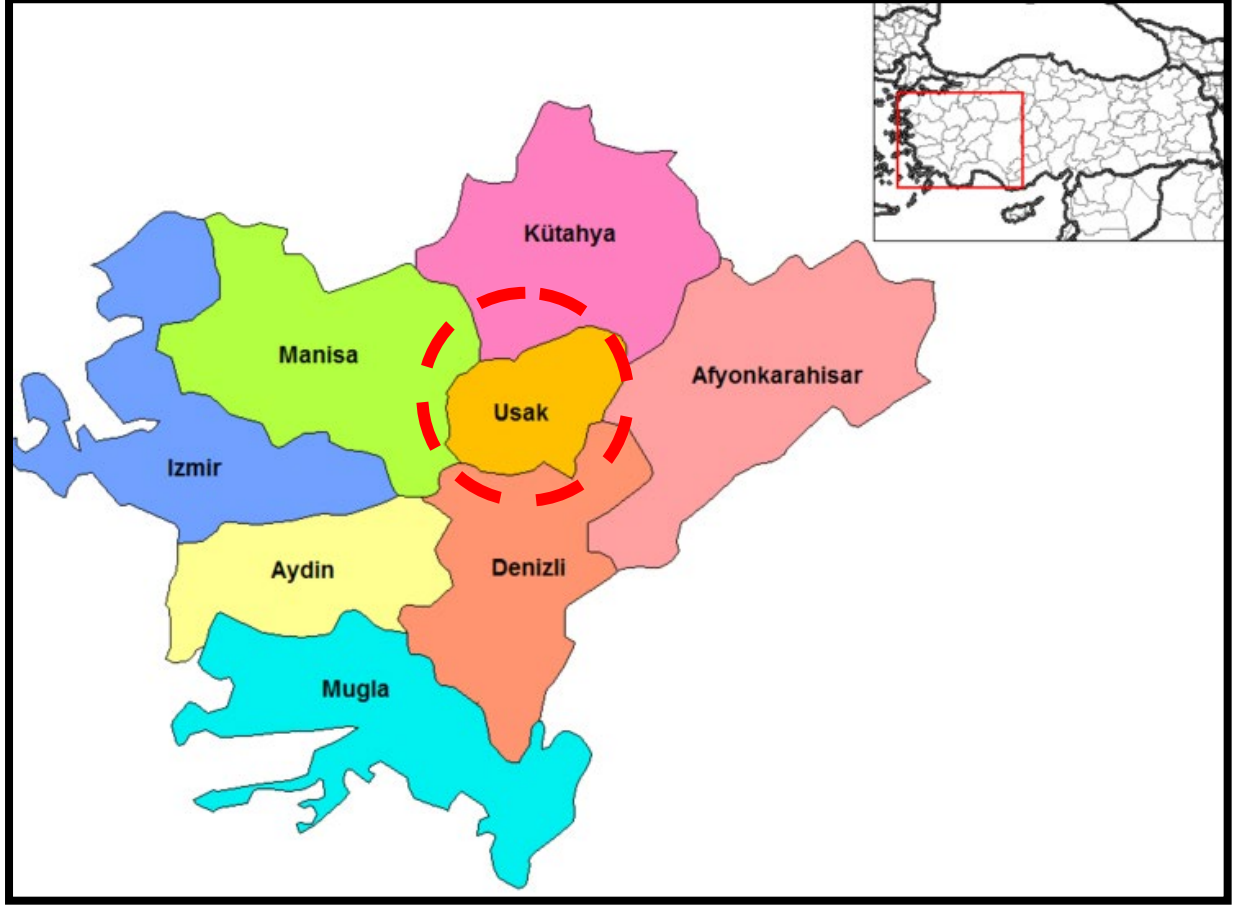 Kütahya
Manisa
Afyonkarahisar
Usak
Izmir
Aydin
Denizli
Mugla